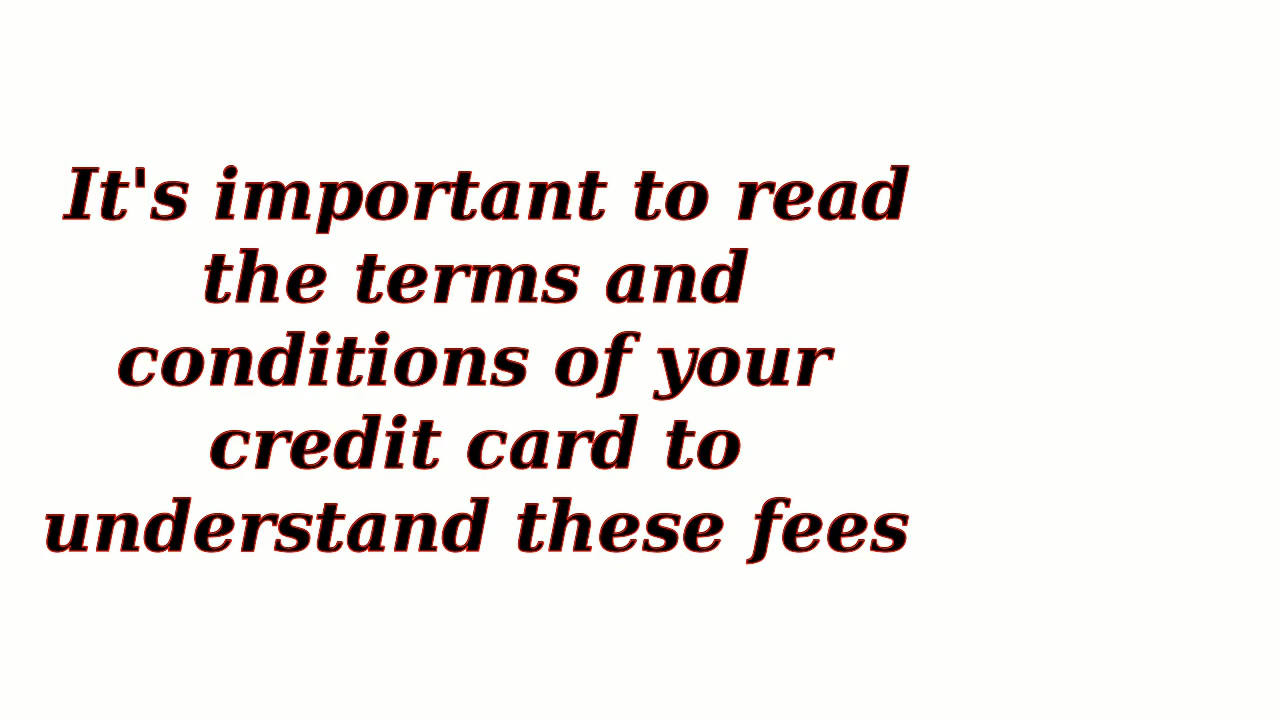 It's important to read
the terms and
conditions of your
credit card to
understand these fees